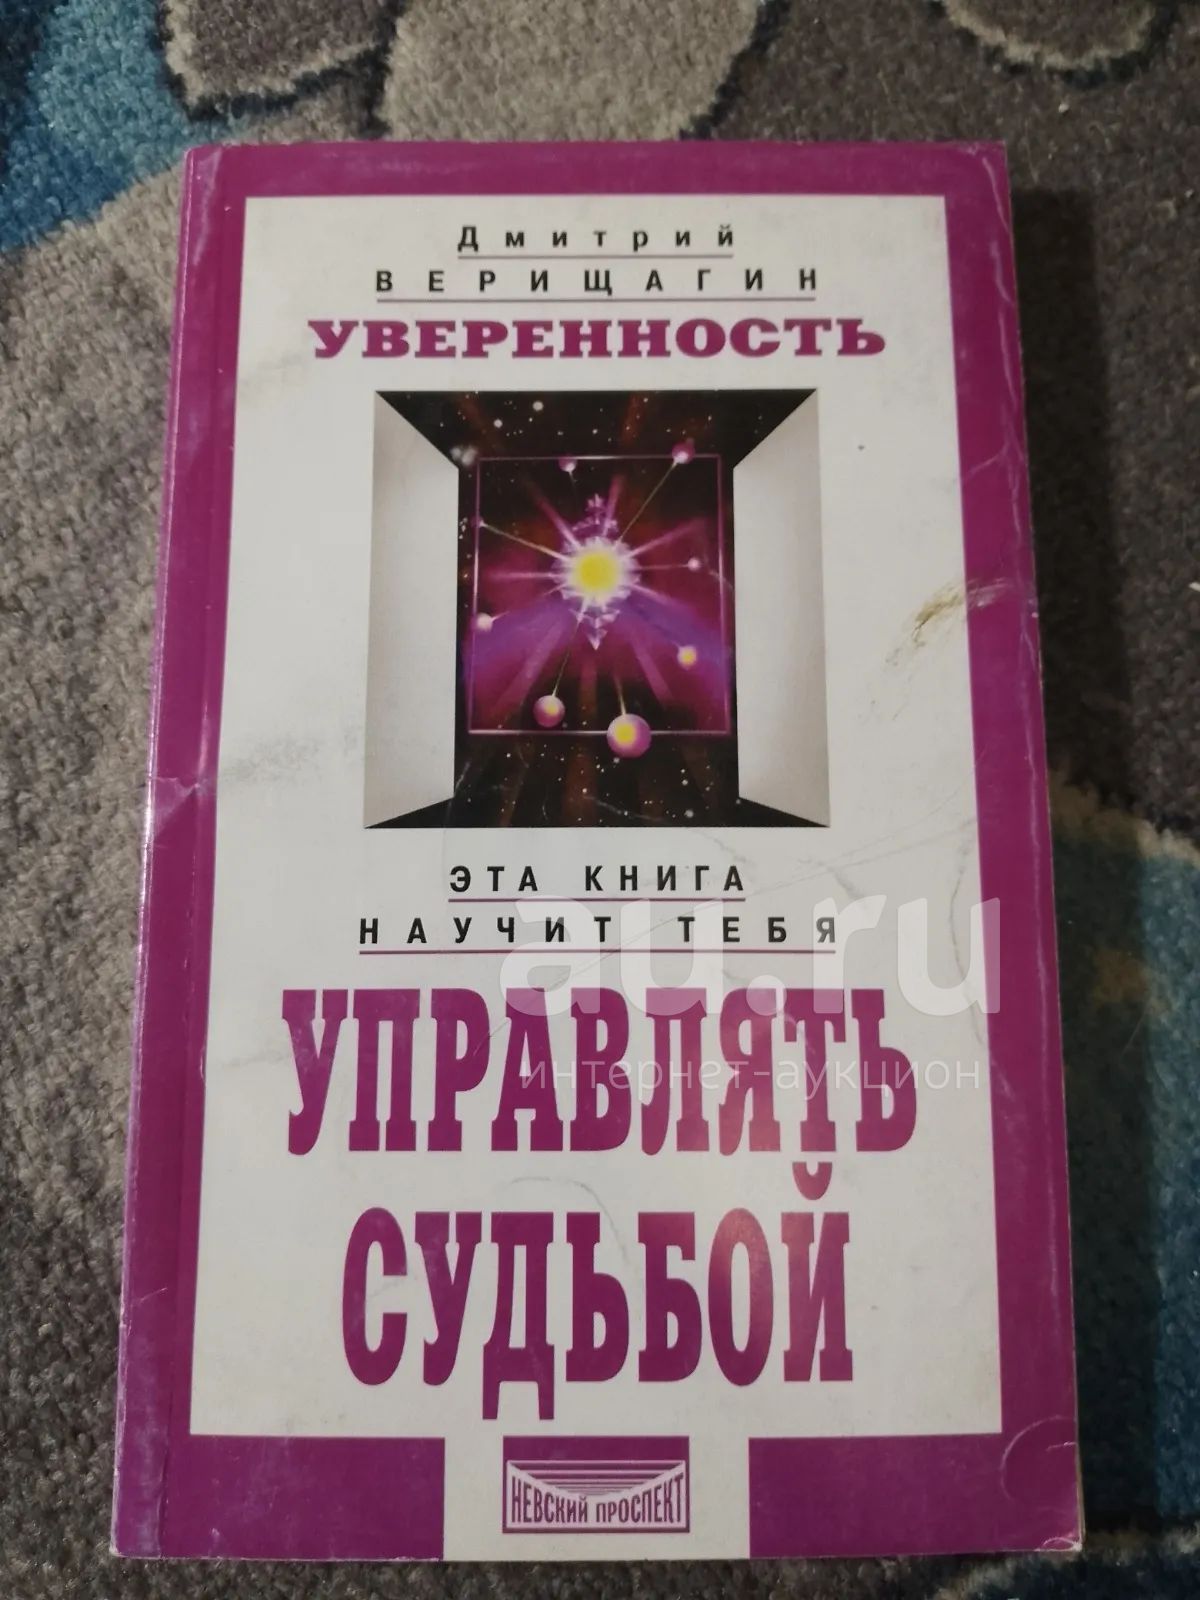 Дмитрий
ВЕРИЩАГИН
УВЕРЕННОСТЬ
ЭТА КНИГА
НАУЧИТ ТЕБЯ
au.ru
УПРАВЛЯТЬ
интернет-аукцион
СУДЬБОЙ
НЕВСКИЙ ПРОСПЕКТ